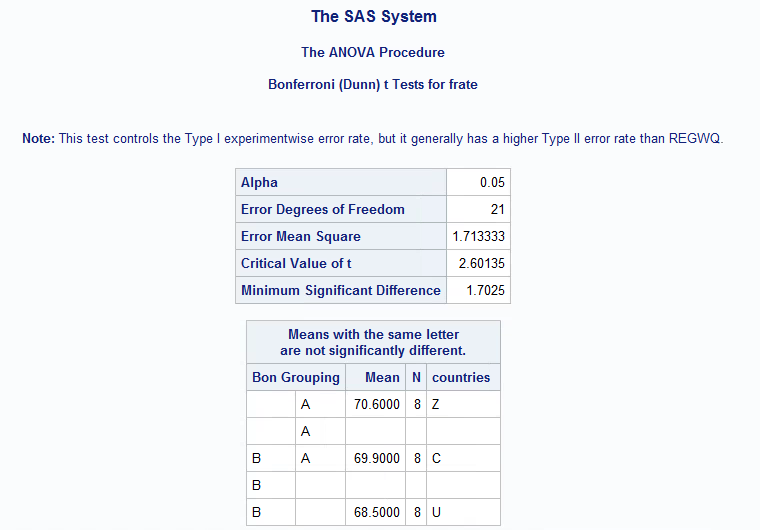 The SAS System
The ANOVA Procedure
Bonferroni (Dunn) t Tests for frate
Note: This test controls the Type I experimentwise error rate, but it generally has a higher Type II error rate than REGWQ.
Alpha 0.05
Error Degrees of Freedom 21
Error Mean Square 1.713333
Critical Value of t 2.60135
Minimum Significant Difference 1.7025
Means with the same letter
are not significantly different.
Bon Grouping Mean N countries
A 70.6000 8 Z
A
B A 69.9000 8 C
B
B 68.5000 8 U